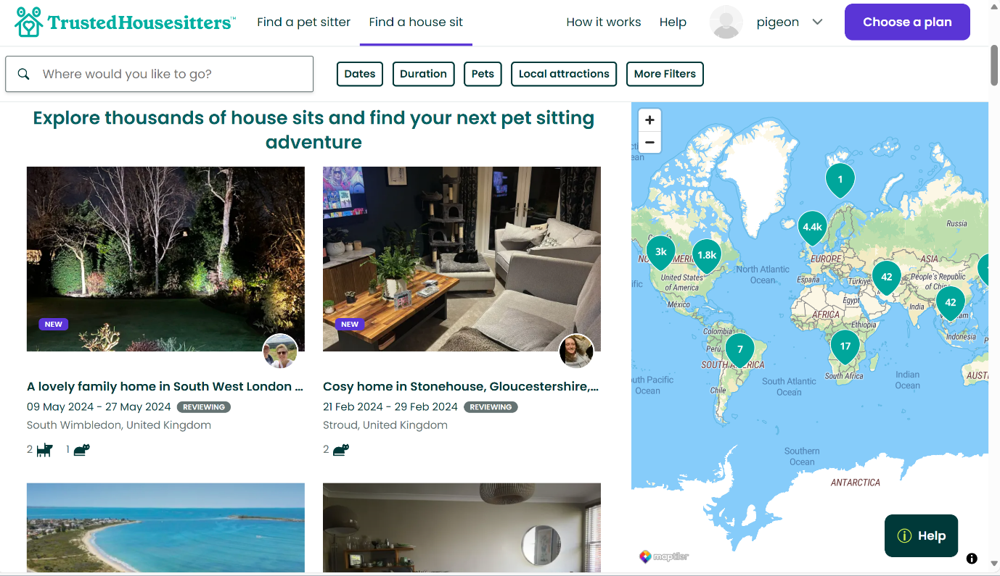 TrustedHousesitters™
Find a pet sitter
Find a house sit
How it works
Help
pigeon
Choose a plan
Where would you like to go?
Dates
Duration
Pets
Local attractions
More Filters
Explore thousands of house sits and find your next pet sitting
adventure
NEW
A lovely family home in South West London ...
09 May 2024 - 27 May 2024 REVIEWING
South Wimbledon, United Kingdom
2 1
NEW
Cosy home in Stonehouse, Gloucestershire,...
21 Feb 2024 - 29 Feb 2024 REVIEWING
Stroud, United Kingdom
2
+
−
ean
1
Russia
4.4k
3k
1.8k
EUROPE
ASIA
North Atlantic
Ocean
United States
of America
España
Türkiye
42
People's Republic
of Chin
ific
México
Egypt
India
42
AFRICA
Ethiopia
Colombia
Indonesia
Perú
7
17
SOUTH AMERICA
South Africa
Indian
Ocean
AUST
uth Pacific
Ocean
South Atlantic
Ocean
Chile
Southern
Ocean
ANTARCTICA
maptiler
Help